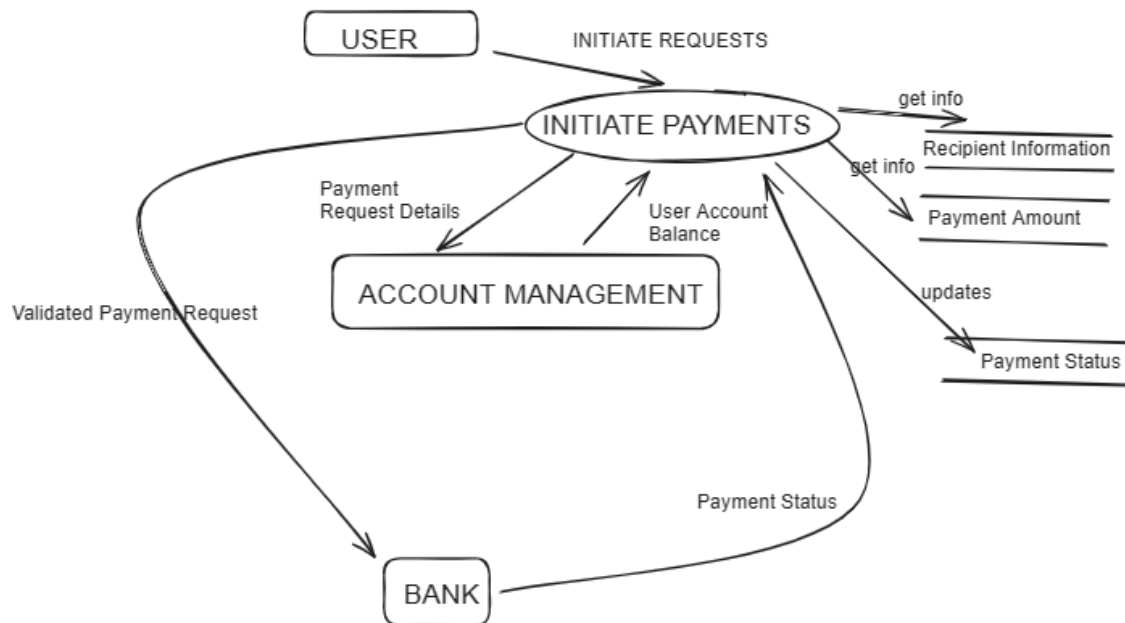 USER
INITIATE REQUESTS
get info
INITIATE PAYMENTS
Recipient Information
get info
Payment
Request Details
User Account
Balance
Payment Amount
ACCOUNT MANAGEMENT
updates
Validated Payment Request
Payment Status
Payment Status
BANK